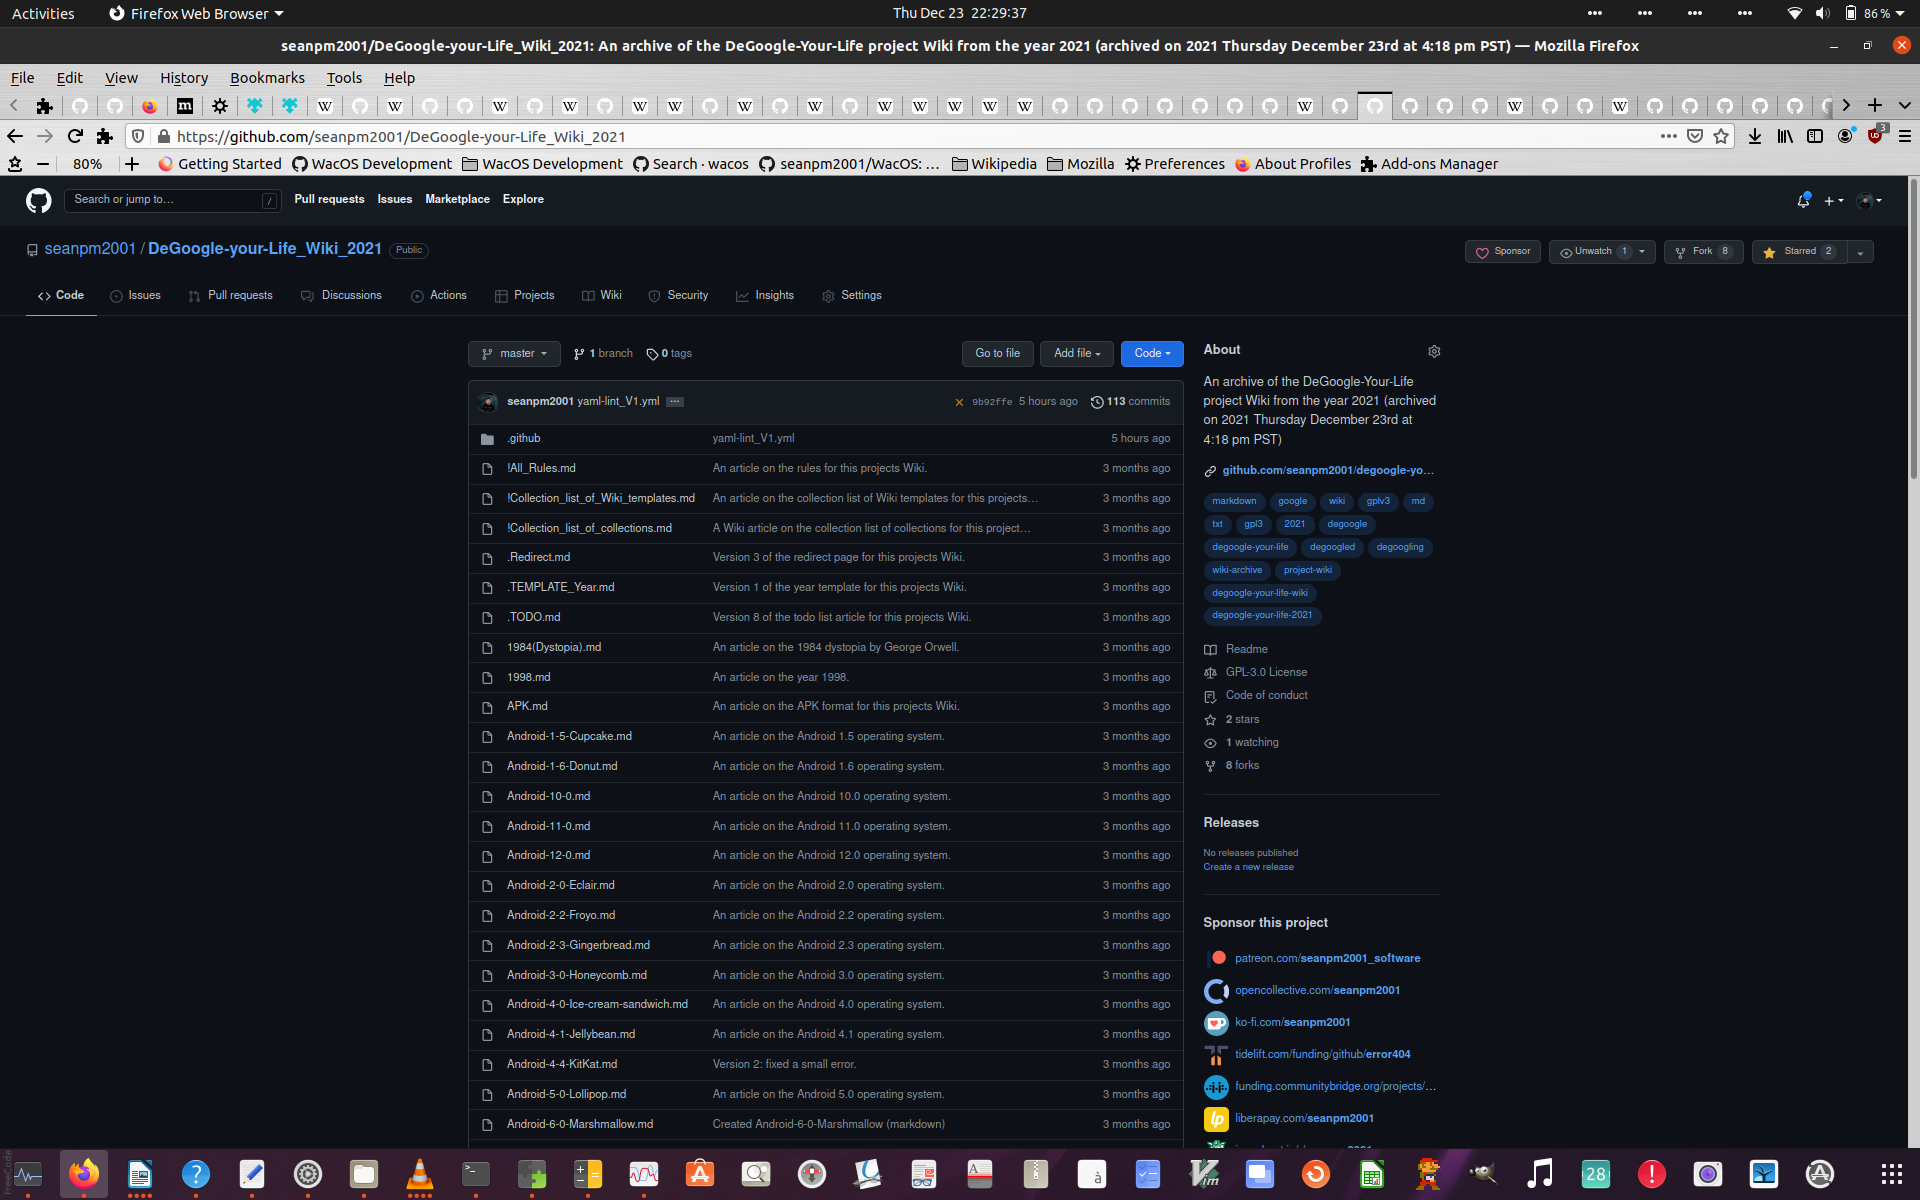 Activities
Firefox Web Browser
Thu Dec 23 22:29:37
86 %
seanpm2001/DeGoogle-your-Life_Wiki_2021: An archive of the DeGoogle-Your-Life project Wiki from the year 2021 (archived on 2021 Thursday December 23rd at 4:18 pm PST) — Mozilla Firefox
File Edit View History Bookmarks Tools Help
https://github.com/seanpm2001/DeGoogle-your-Life_Wiki_2021
3
80%
Getting Started
WacOS Development
WacOS Development
Search · wacos
seanpm2001/WacOS: ...
Wikipedia
Mozilla
Preferences
About Profiles
Add-ons Manager
Search or jump to...
/
Pull requests Issues Marketplace Explore
seanpm2001 / DeGoogle-your-Life_Wiki_2021 Public
Sponsor
Unwatch 1
Fork 8
Starred 2
Code
Issues
Pull requests
Discussions
Actions
Projects
Wiki
Security
Insights
Settings
master
1 branch
0 tags
Go to file
Add file
Code
seanpm2001 yaml-lint_V1.yml ... 9b92ffe 5 hours ago 113 commits
.github yaml-lint_V1.yml 5 hours ago
!All_Rules.md An article on the rules for this projects Wiki. 3 months ago
!Collection_list_of_Wiki_templates.md An article on the collection list of Wiki templates for this projects... 3 months ago
!Collection_list_of_collections.md A Wiki article on the collection list of collections for this project... 3 months ago
.Redirect.md Version 3 of the redirect page for this projects Wiki. 3 months ago
.TEMPLATE_Year.md Version 1 of the year template for this projects Wiki. 3 months ago
.TODO.md Version 8 of the todo list article for this projects Wiki. 3 months ago
1984(Dystopia).md An article on the 1984 dystopia by George Orwell. 3 months ago
1998.md An article on the year 1998. 3 months ago
APK.md An article on the APK format for this projects Wiki. 3 months ago
Android-1-5-Cupcake.md An article on the Android 1.5 operating system. 3 months ago
Android-1-6-Donut.md An article on the Android 1.6 operating system. 3 months ago
Android-10-0.md An article on the Android 10.0 operating system. 3 months ago
Android-11-0.md An article on the Android 11.0 operating system. 3 months ago
Android-12-0.md An article on the Android 12.0 operating system. 3 months ago
Android-2-0-Eclair.md An article on the Android 2.0 operating system. 3 months ago
Android-2-2-Froyo.md An article on the Android 2.2 operating system. 3 months ago
Android-2-3-Gingerbread.md An article on the Android 2.3 operating system. 3 months ago
Android-3-0-Honeycomb.md An article on the Android 3.0 operating system. 3 months ago
Android-4-0-Ice-cream-sandwich.md An article on the Android 4.0 operating system. 3 months ago
Android-4-1-Jellybean.md An article on the Android 4.1 operating system. 3 months ago
Android-4-4-KitKat.md Version 2: fixed a small error. 3 months ago
Android-5-0-Lollipop.md An article on the Android 5.0 operating system. 3 months ago
Android-6-0-Marshmallow.md Created Android-6-0-Marshmallow (markdown) 3 months ago
About
An archive of the DeGoogle-Your-Life
project Wiki from the year 2021 (archived
on 2021 Thursday December 23rd at
4:18 pm PST)
github.com/seanpm2001/degoogle-yo...
markdown google wiki gplv3 md
txt gpl3 2021 degoogle
degoogle-your-life degoogled degoogling
wiki-archive project-wiki
degoogle-your-life-wiki
degoogle-your-life-2021
Readme
GPL-3.0 License
Code of conduct
2 stars
1 watching
8 forks
Releases
No releases published
Create a new release
Sponsor this project
patreon.com/seanpm2001_software
opencollective.com/seanpm2001
ko-fi.com/seanpm2001
tidelift.com/funding/github/error404
funding.communitybridge.org/projects/...
liberapay.com/seanpm2001
28